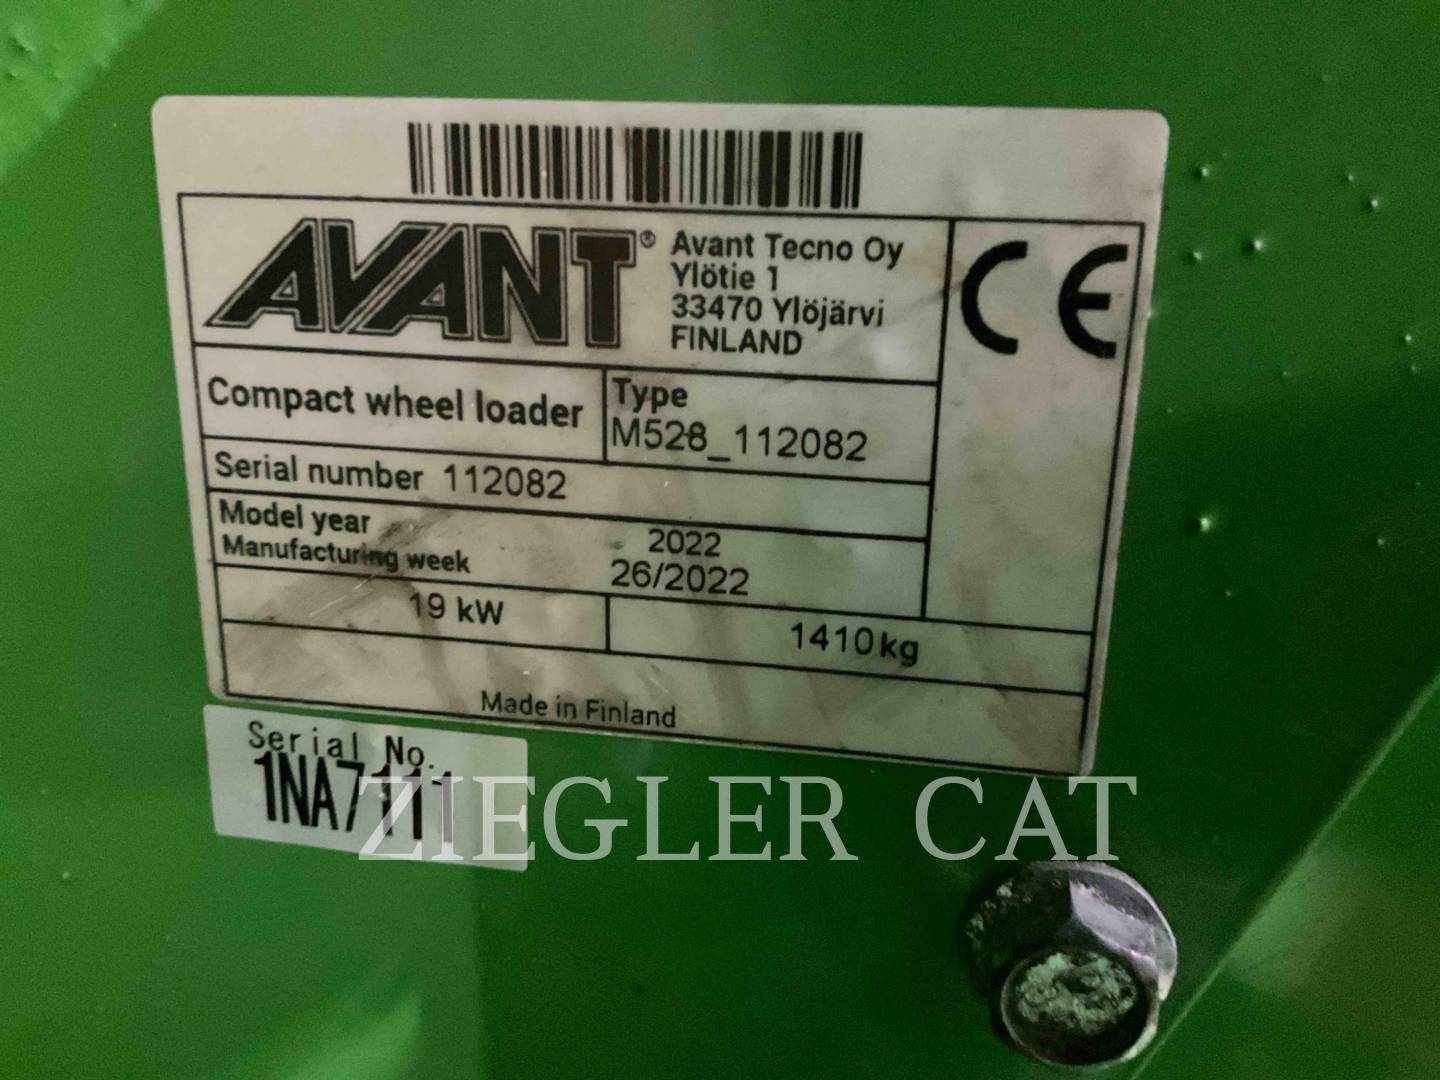 AVANT®
Avant Tecno Oy
Ylötie 1
33470 Ylöjärvi
FINLAND
CE
Compact wheel loader
Type
M528_112082
Serial number 112082
Model year 2022
Manufacturing week 26/2022
19 kW
1410kg
Made in Finland
Serial No.
1NA7111
ZIEGLER CAT